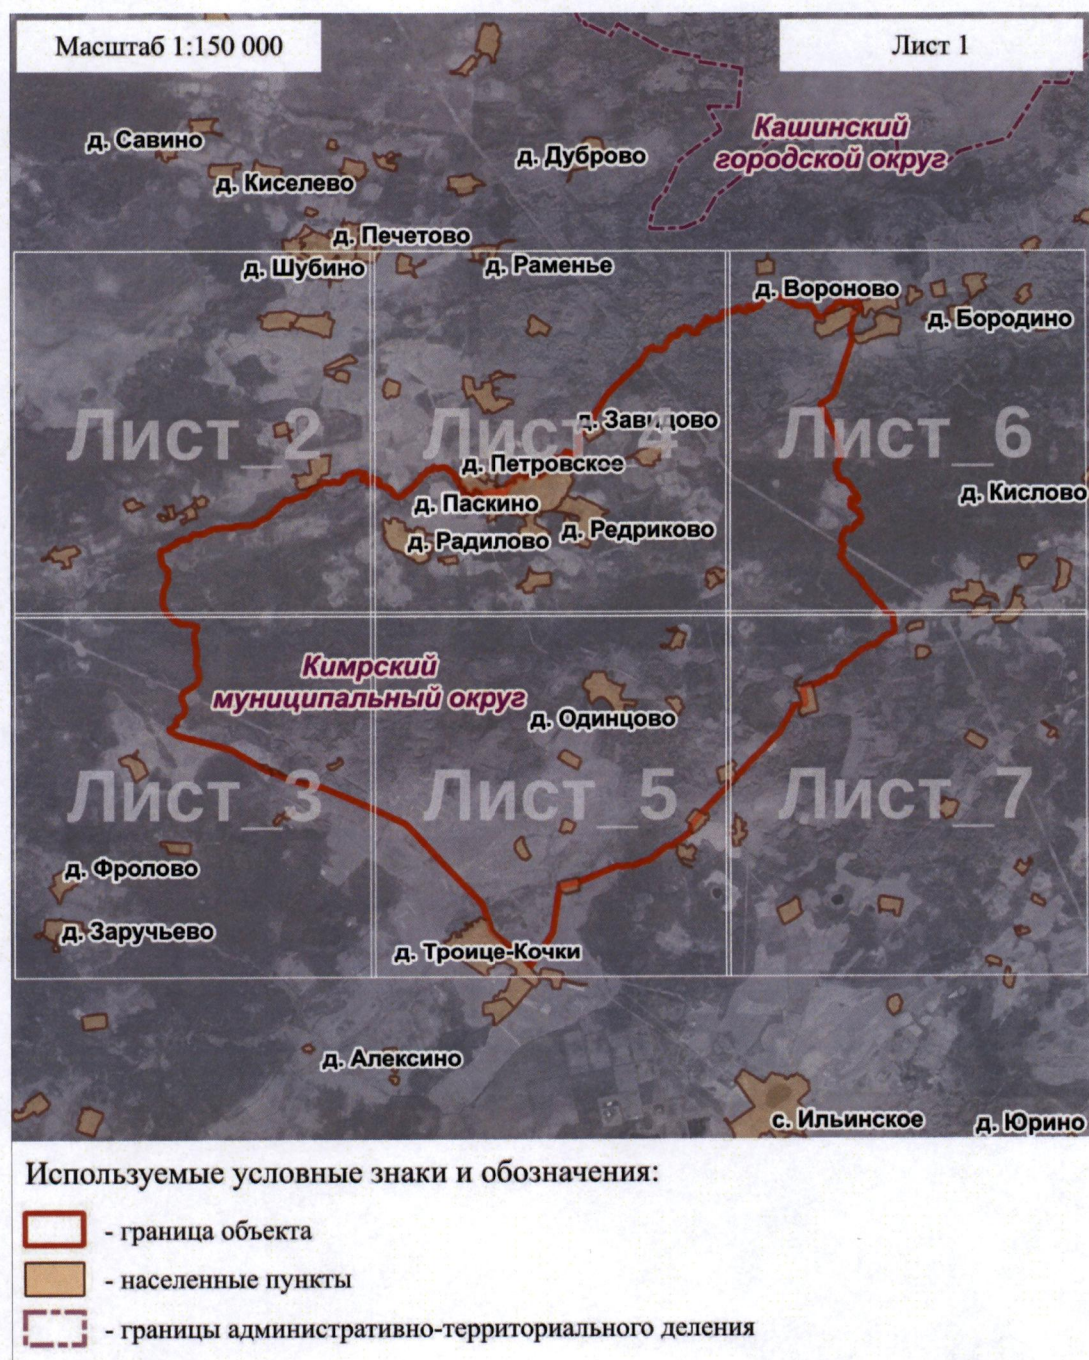 Масштаб 1:150 000
Лист 1
Кашинский
городской округ
д. Савино
д. Дуброво
д. Киселево
д. Печетово
д. Шубино
д. Раменье
д. Вороново
д. Бородино
Лист_2
Лист_4
Лист_6
д. Завидово
д. Петровское
д. Кислово
д. Паскино
д. Редриково
д. Радилово
Кимрский
муниципальный округ
д. Одинцово
Лист_3
Лист_5
Лист_7
д. Фролово
д. Заручьево
д. Троице-Кочки
д. Алексино
с. Ильинское
д. Юрино
Используемые условные знаки и обозначения:
- граница объекта
- населенные пункты
- границы административно-территориального деления